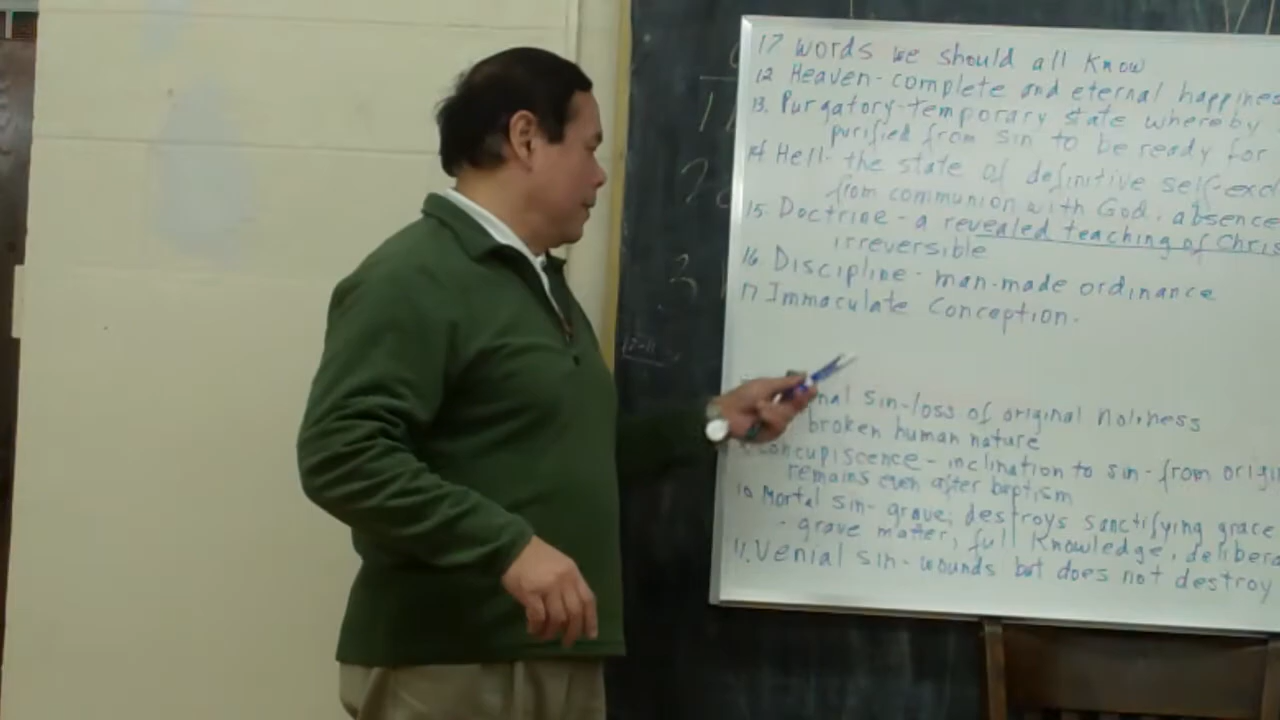 17 words we should all know
12 Heaven - complete and eternal happines
13. Purgatory - temporary state whereby
purified from sin to be ready for
14 Hell - the state of definitive self-excl
from communion with God. absence
15. Doctrine - a revealed teaching of Chris
irreversible
16 Discipline - man-made ordinance
17 Immaculate Conception.
nal sin - loss of original holiness
broken human nature
Concupiscence - inclination to sin - from origi
remains even after baptism
10 Mortal sin - grave, destroys sanctifying grace
- grave matter, full knowledge, delibera
11. Venial sin - wounds but does not destroy